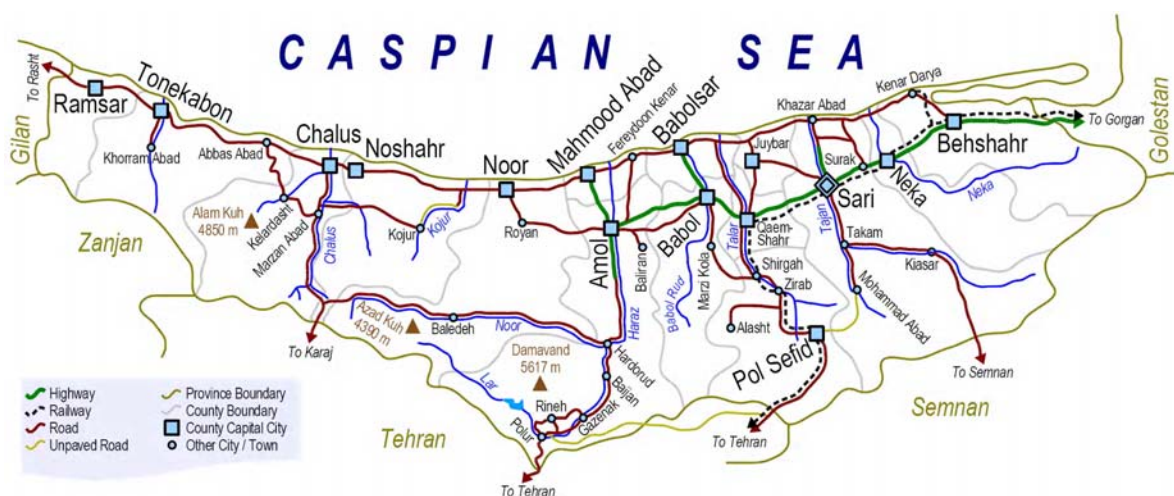 CASPIAN SEA
To Rasht
Ramsar
Tonekabon
Gilan
Khorram Abad
Abbas Abad
Chalus
Noshahr
Noor
Mahmood Abad
Fereydoon Kenar
Babolsar
Khazar Abad
Kenar Darya
To Gorgan
Golestan
Behshahr
Juybar
Surak
Neka
Neka
Sari
Tajan
Zanjan
Alam Kuh
4850 m
Kelardasht
Marzan Abad
Chalus
Kojur
Kojur
Royan
Amol
Baliran
Babol
Babol Rud
Marzi Kola
Talar
Qaem-
Shahr
Shirgah
Zirab
Takam
Kiasar
Mohammad Abad
Alasht
Pol Sefid
To Karaj
Azad Kuh
4390 m
Baledeh
Noor
Haraz
Damavand
5617 m
Hardorud
Baijan
Gazenak
Rineh
Lar
Polur
Tehran
To Tehran
To Tehran
Semnan
To Semnan
Highway
Railway
Road
Unpaved Road
Province Boundary
County Boundary
County Capital City
Other City / Town